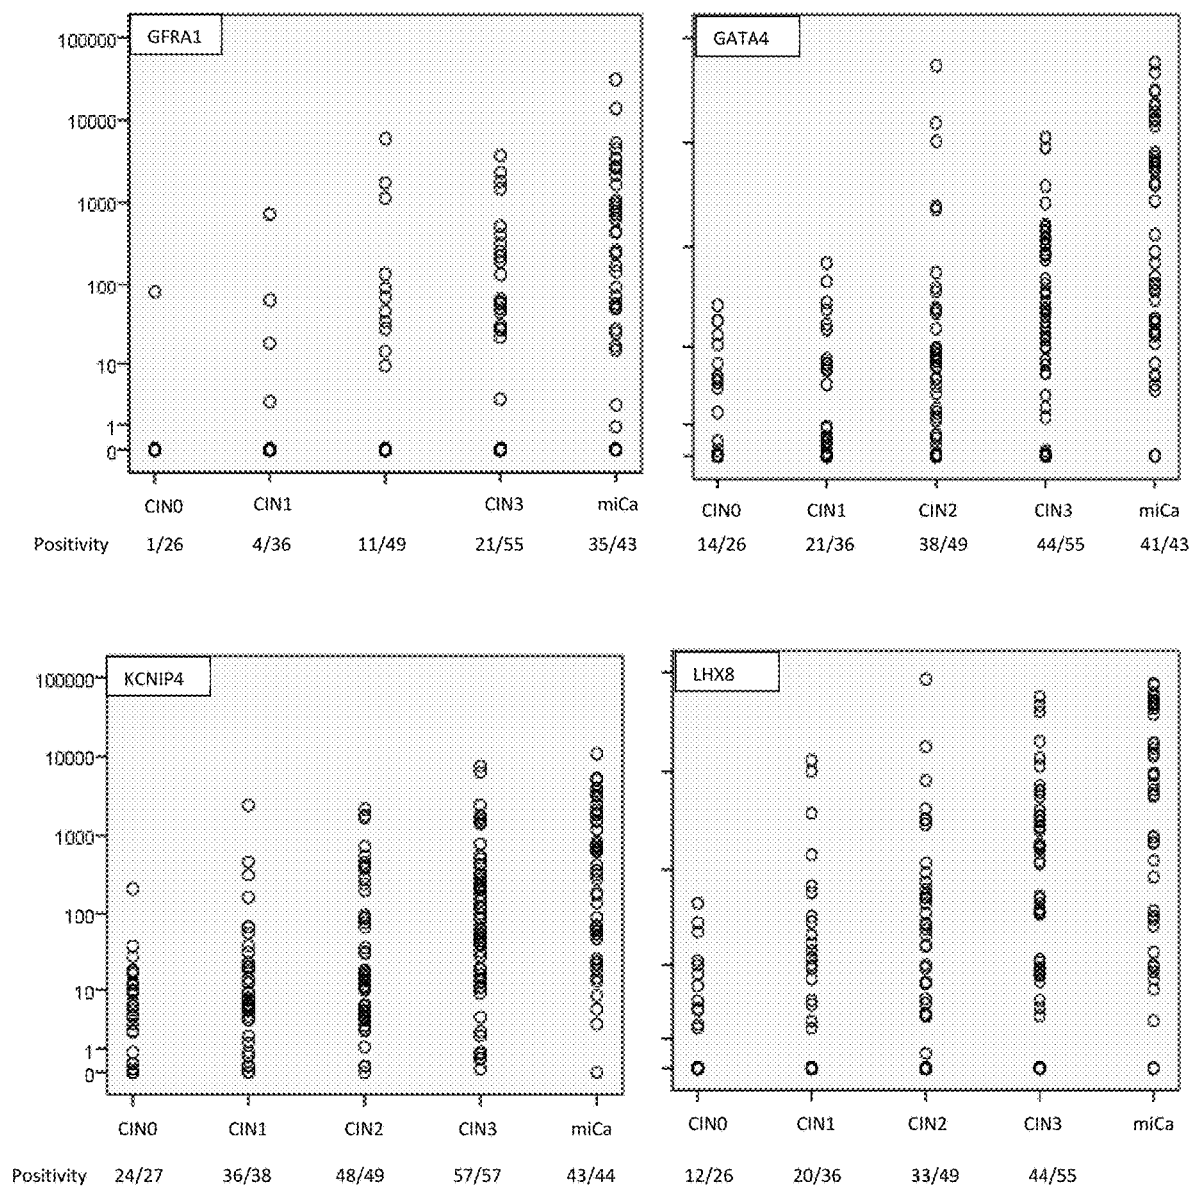 GFRA1
100000
10000
1000
100
10
1
0
CIN0 CIN1 CIN3 miCa
Positivity 1/26 4/36 11/49 21/55 35/43
GATA4
CIN0 CIN1 CIN2 CIN3 miCa
14/26 21/36 38/49 44/55 41/43
KCNIP4
100000
10000
1000
100
10
1
0
CIN0 CIN1 CIN2 CIN3 miCa
Positivity 24/27 36/38 48/49 57/57 43/44
LHX8
CIN0 CIN1 CIN2 CIN3 miCa
12/26 20/36 33/49 44/55